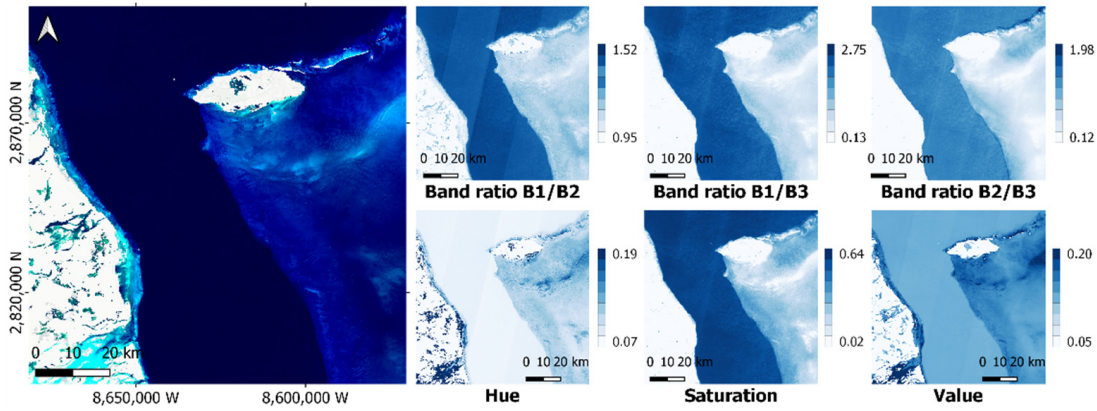 2,870,000 N
2,820,000 N
0 10 20 km
8,650,000 W 8,600,000 W
1.52
0.95
0 10 20 km
Band ratio B1/B2
2.75
0.13
0 10 20 km
Band ratio B1/B3
1.98
0.12
0 10 20 km
Band ratio B2/B3
0.19
0.07
0 10 20 km
Hue
0.64
0.02
0 10 20 km
Saturation
0.20
0.05
0 10 20 km
Value